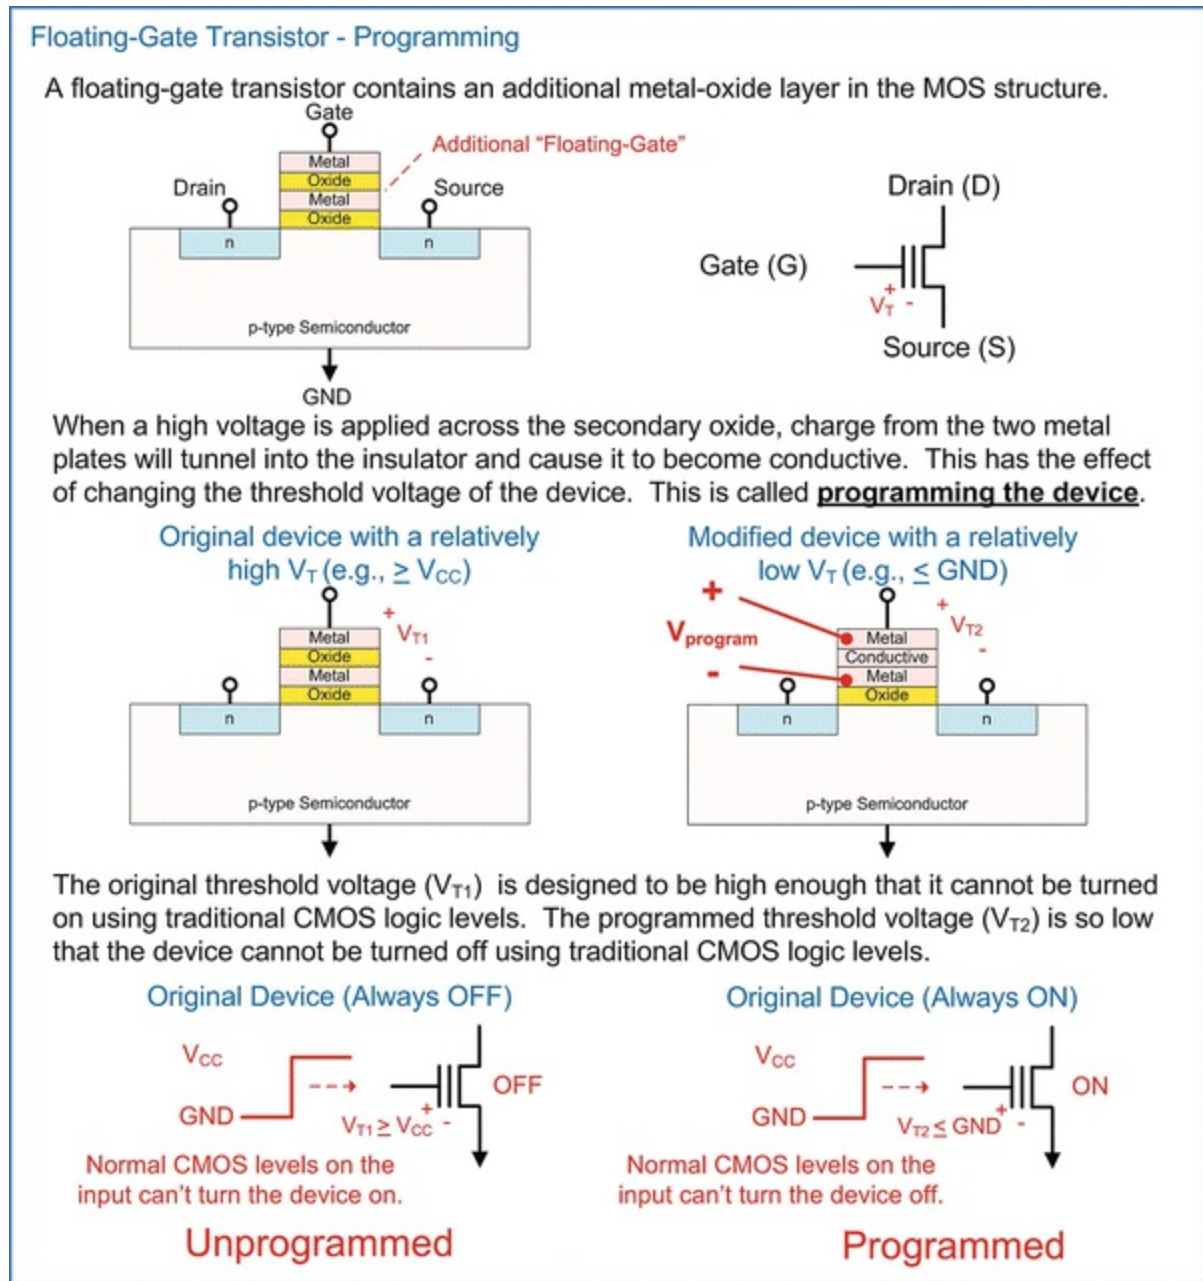 Floating-Gate Transistor - Programming
A floating-gate transistor contains an additional metal-oxide layer in the MOS structure.
Gate
Additional “Floating-Gate”
Metal
Oxide
Metal
Oxide
Drain
Source
n
n
p-type Semiconductor
GND
Drain (D)
Gate (G)
+
VT -
Source (S)
When a high voltage is applied across the secondary oxide, charge from the two metal
plates will tunnel into the insulator and cause it to become conductive. This has the effect
of changing the threshold voltage of the device. This is called programming the device.
Original device with a relatively
high VT (e.g., ≥ VCC)
+
VT1
-
Metal
Oxide
Metal
Oxide
n
n
p-type Semiconductor
Modified device with a relatively
low VT (e.g., ≤ GND)
+
Vprogram
-
+
VT2
-
Metal
Conductive
Metal
Oxide
n
n
p-type Semiconductor
The original threshold voltage (VT1) is designed to be high enough that it cannot be turned
on using traditional CMOS logic levels. The programmed threshold voltage (VT2) is so low
that the device cannot be turned off using traditional CMOS logic levels.
Original Device (Always OFF)
VCC
GND
OFF
+
VT1 ≥ VCC -
Normal CMOS levels on the
input can’t turn the device on.
Unprogrammed
Original Device (Always ON)
VCC
GND
ON
+
VT2 ≤ GND -
Normal CMOS levels on the
input can’t turn the device off.
Programmed